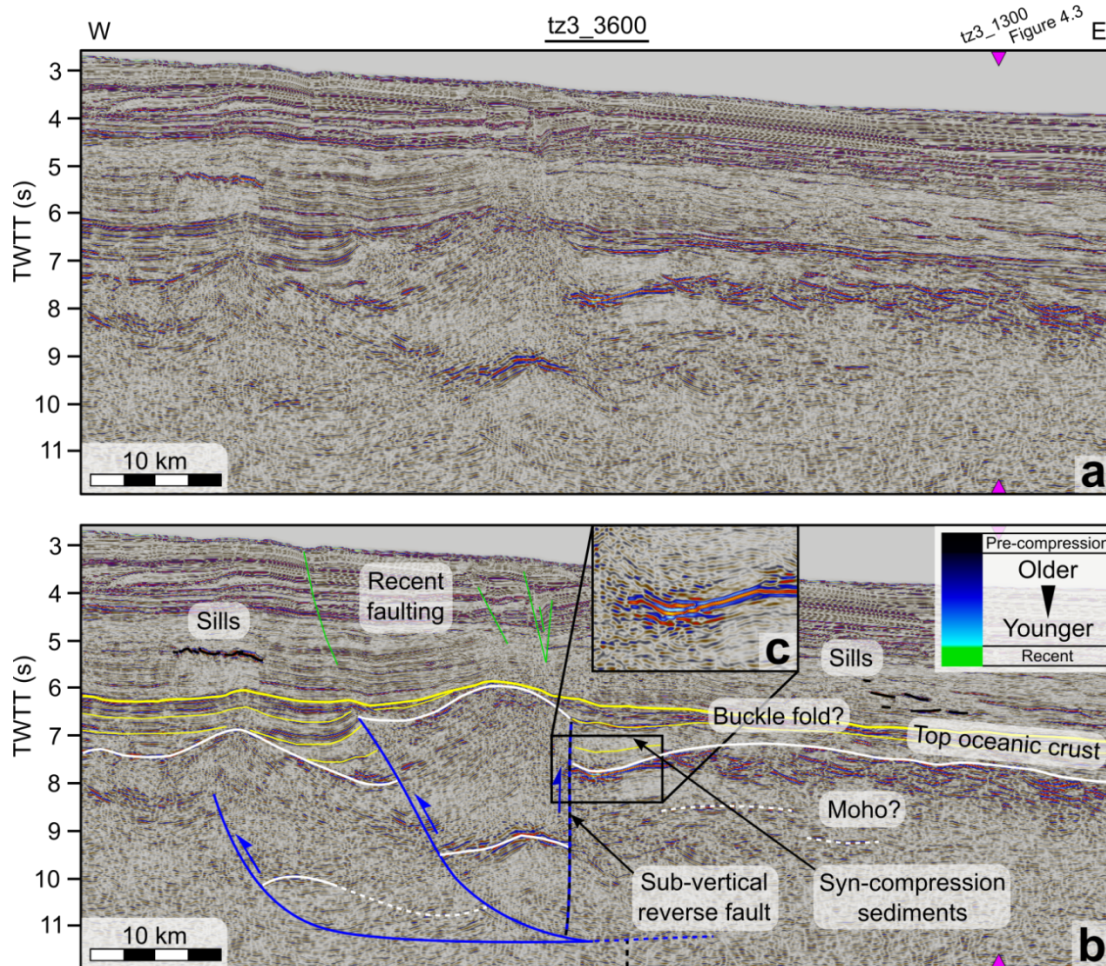 W
tz3_3600
tz3_1300
Figure 4.3
E
3
4
5
6
7
8
9
10
11
TWTT (s)
10 km
a
3
4
5
6
7
8
9
10
11
TWTT (s)
Sills
Recent
faulting
c
Pre-compression
Older
Younger
Recent
Sills
Buckle fold?
Top oceanic crust
Moho?
Sub-vertical
reverse fault
Syn-compression
sediments
10 km
b